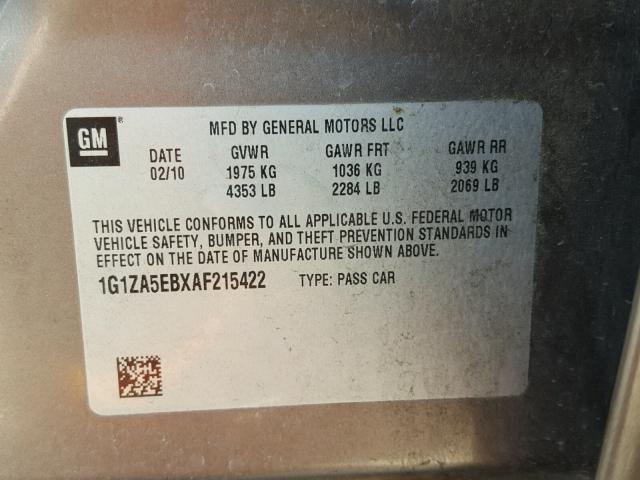 GM
MFD BY GENERAL MOTORS LLC
DATE GVWR GAWR FRT GAWR RR
02/10 1975 KG 1036 KG 939 KG
4353 LB 2284 LB 2069 LB
THIS VEHICLE CONFORMS TO ALL APPLICABLE U.S. FEDERAL MOTOR
VEHICLE SAFETY, BUMPER, AND THEFT PREVENTION STANDARDS IN
EFFECT ON THE DATE OF MANUFACTURE SHOWN ABOVE.
1G1ZA5EBXAF215422 TYPE: PASS CAR